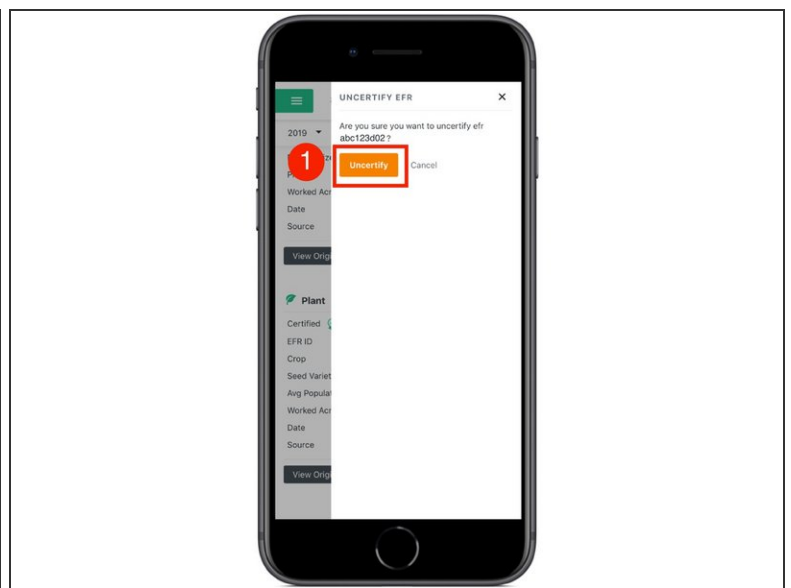 UNCERTIFY EFR ×
Are you sure you want to uncertify efr
abc123d02 ?
1
Uncertify Cancel
2019
Worked Acr
Date
Source
View Origi
Plant
Certified
EFR ID
Crop
Seed Variet
Avg Populat
Worked Acr
Date
Source
View Origi